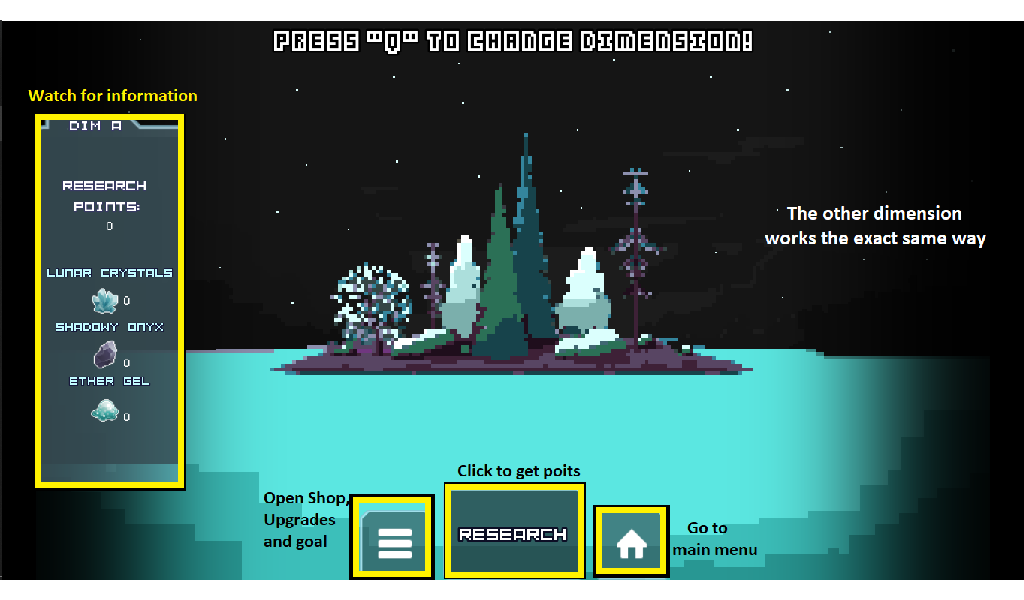 PRESS "Q" TO CHANGE DIMENSION!
Watch for information
DIM A
RESEARCH
POINTS:
0
LUNAR CRYSTALS
0
SHADOWY ONYX
0
ETHER GEL
0
The other dimension
works the exact same way
Click to get poits
Open Shop,
Upgrades
and goal
RESEARCH
Go to
main menu